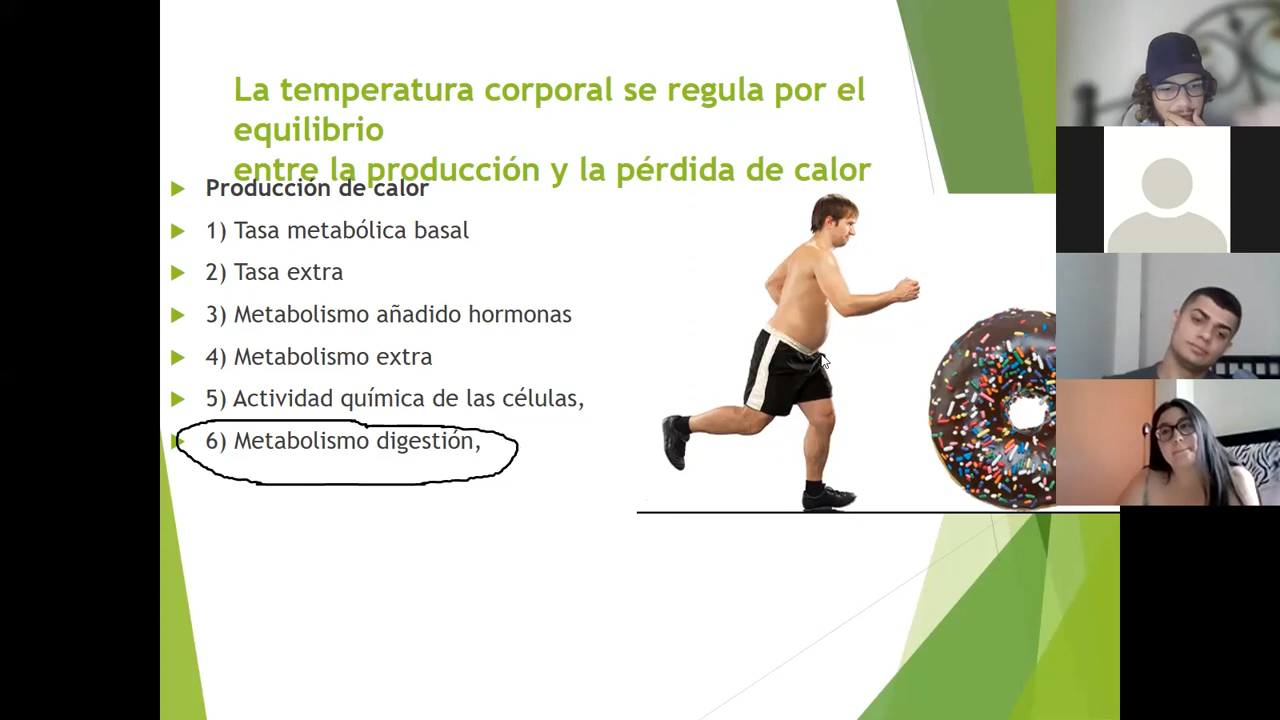 La temperatura corporal se regula por el
equilibrio
entre la producción y la pérdida de calor
Producción de calor
1) Tasa metabólica basal
2) Tasa extra
3) Metabolismo añadido hormonas
4) Metabolismo extra
5) Actividad química de las células,
6) Metabolismo digestión,